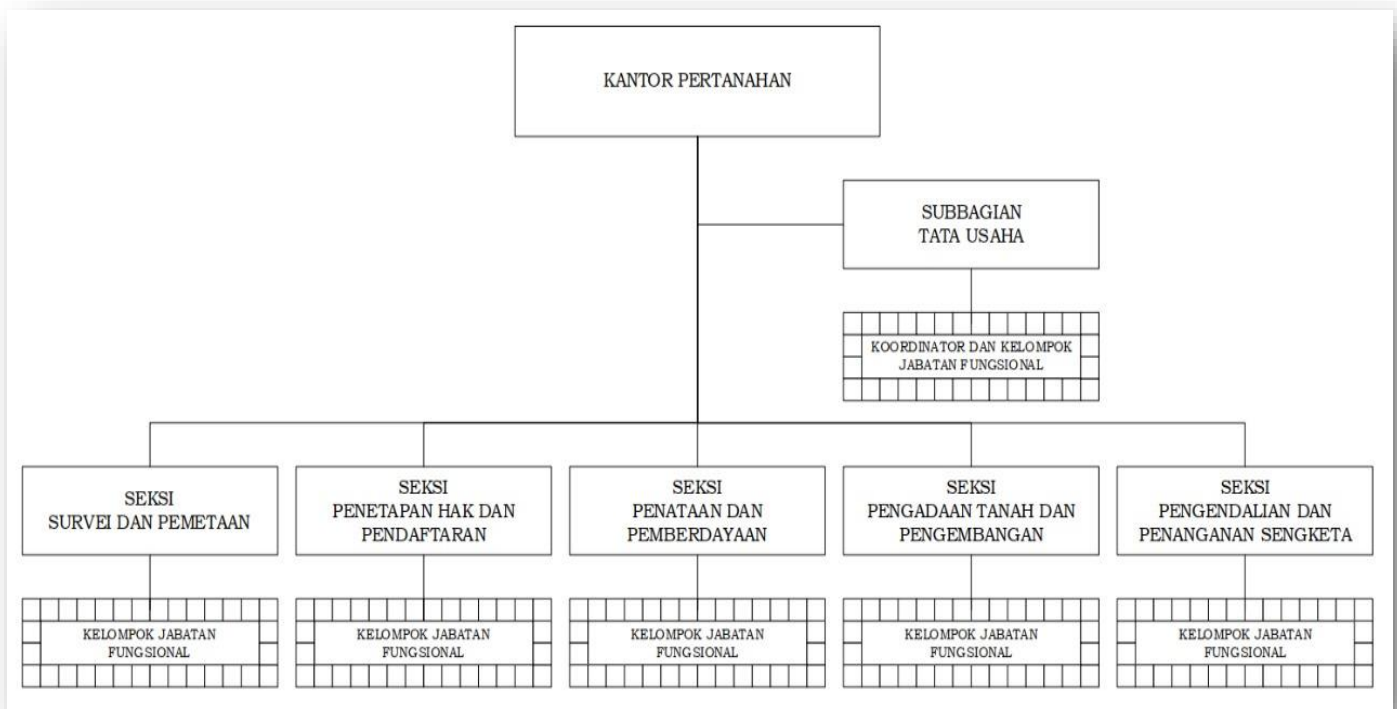 KANTOR PERTANAHAN
SUBBAGIAN
TATA USAHA
KOORDINATOR DAN KELOMPOK
JABATAN FUNGSIONAL
SEKSI
SURVEI DAN PEMETAAN
SEKSI
PENETAPAN HAK DAN
PENDAFTARAN
SEKSI
PENATAAN DAN
PEMBERDAYAAN
SEKSI
PENGADAAN TANAH DAN
PENGEMBANGAN
SEKSI
PENGENDALIAN DAN
PENANGANAN SENGKETA
KELOMPOK JABATAN
FUNGSIONAL
KELOMPOK JABATAN
FUNGSIONAL
KELOMPOK JABATAN
FUNGSIONAL
KELOMPOK JABATAN
FUNGSIONAL
KELOMPOK JABATAN
FUNGSIONAL